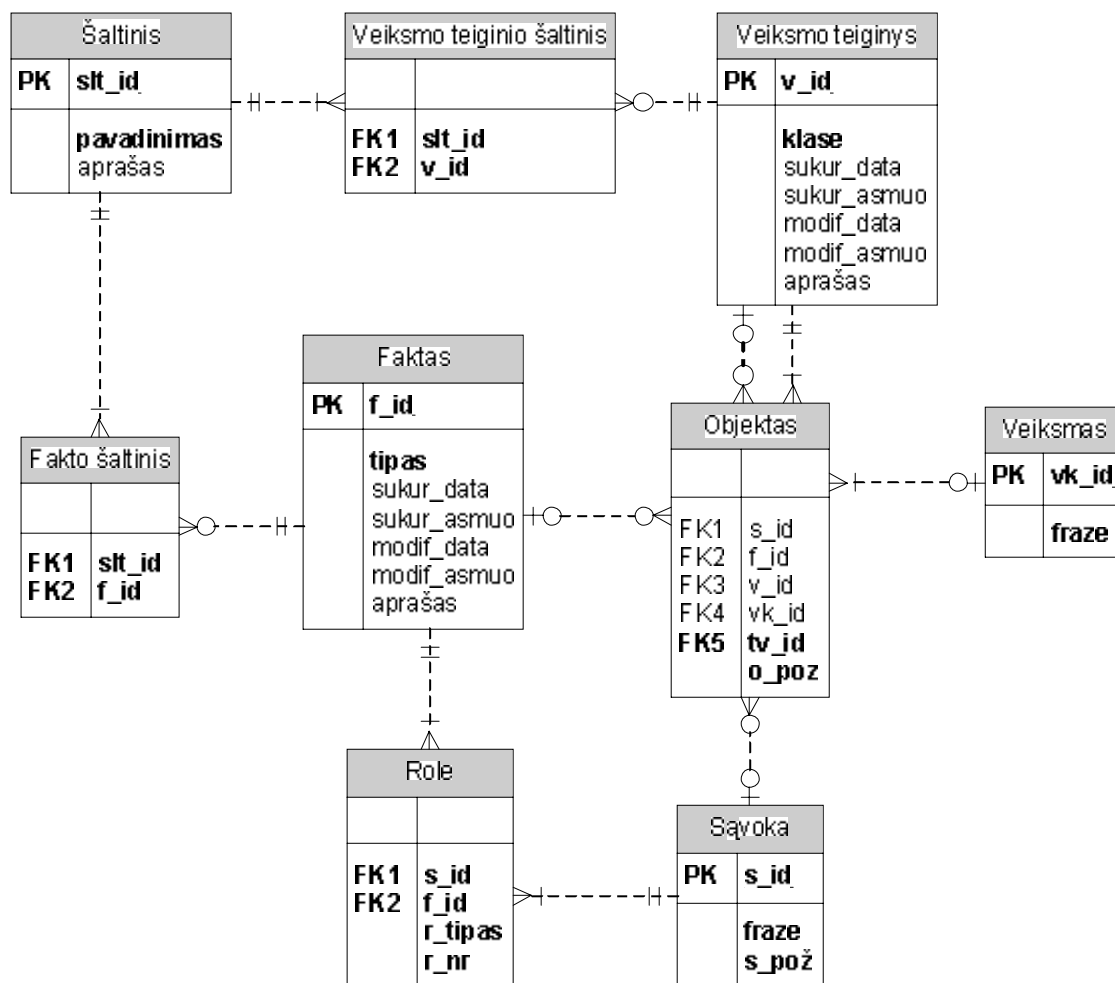 Šaltinis
PK slt_id
pavadinimas
aprašas
Veiksmo teiginio šaltinis
FK1 slt_id
FK2 v_id
Veiksmo teiginys
PK v_id
klase
sukur_data
sukur_asmuo
modif_data
modif_asmuo
aprašas
Faktas
PK f_id
tipas
sukur_data
sukur_asmuo
modif_data
modif_asmuo
aprašas
Objektas
FK1 s_id
FK2 f_id
FK3 v_id
FK4 vk_id
FK5 tv_id
o_poz
Veiksmas
PK vk_id
fraze
Fakto šaltinis
FK1 slt_id
FK2 f_id
Role
FK1 s_id
FK2 f_id
r_tipas
r_nr
Sąvoka
PK s_id
fraze
s_pož